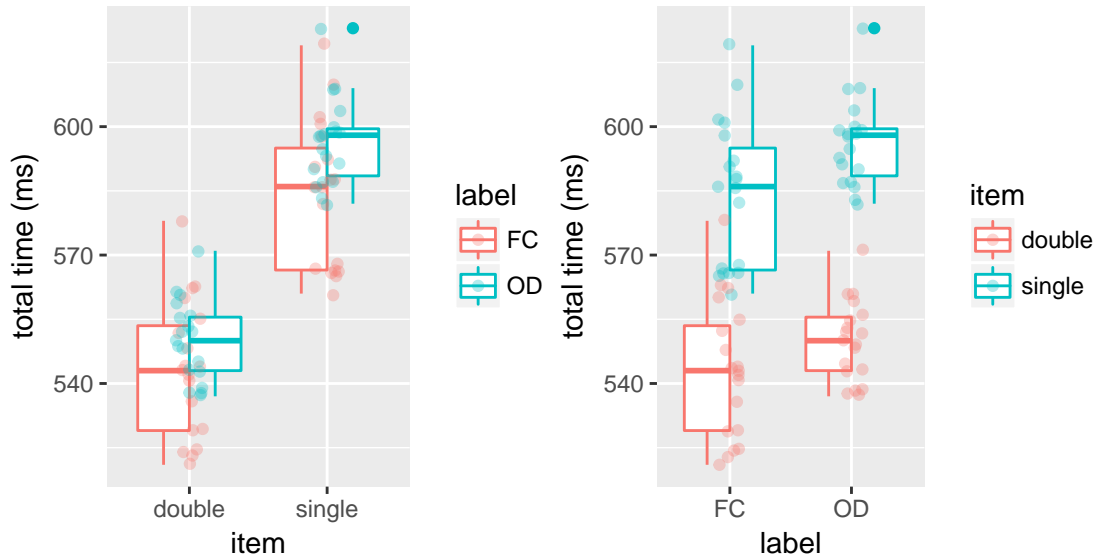 total time (ms)
600
570
540
double
single
item
label
FC
OD
total time (ms)
600
570
540
FC
OD
label
item
double
single